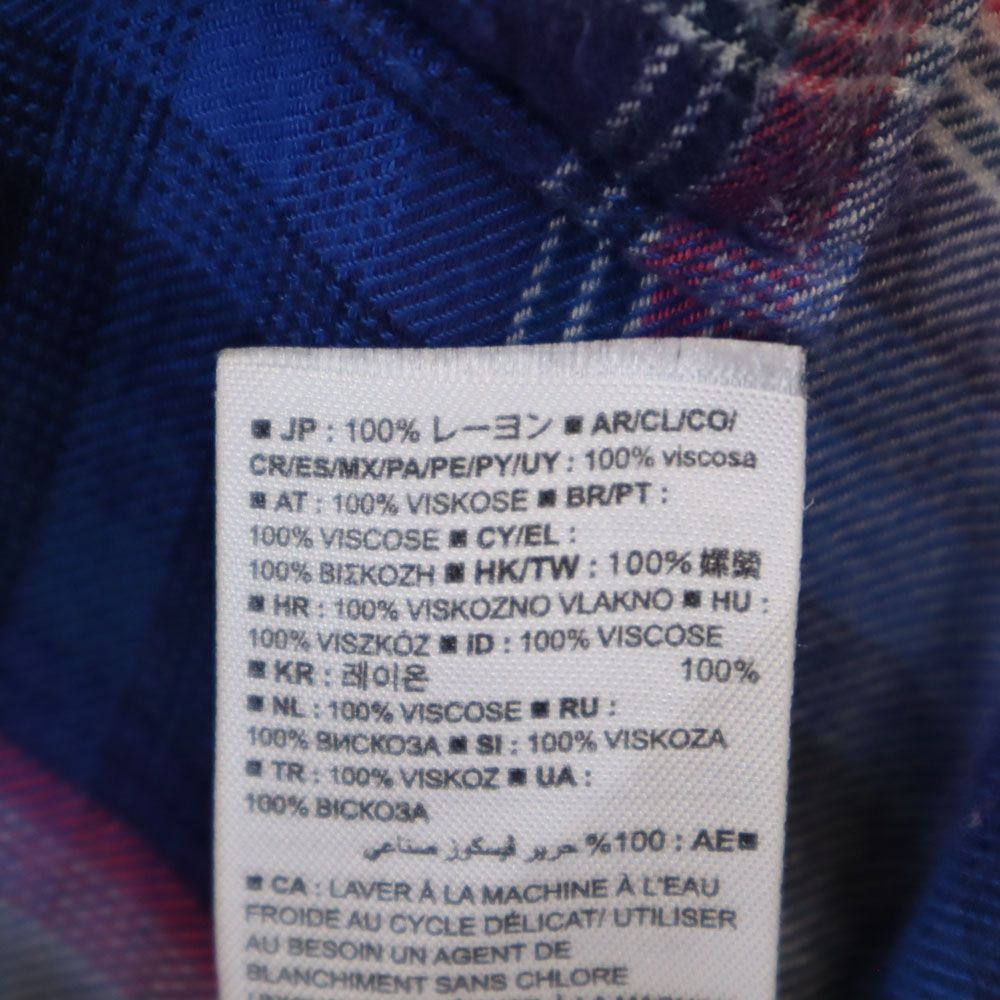 ■ JP : 100% レーヨン ■ AR/CL/CO/
CR/ES/MX/PA/PE/PY/UY : 100% viscosa
■ AT : 100% VISKOSE ■ BR/PT :
100% VISCOSE ■ CY/EL :
100% ΒΙΣΚΟΖΗ ■ HK/TW : 100% 嫘縈
■ HR : 100% VISKOZNO VLAKNO ■ HU :
100% VISZKÓZ ■ ID : 100% VISCOSE
■ KR : 레이온 100%
■ NL : 100% VISCOSE ■ RU :
100% ВИСКОЗА ■ SI : 100% VISKOZA
■ TR : 100% VISKOZ ■ UA :
100% ВІСКОЗА
■AE : 100% حرير فيسكوز صناعي
■ CA : LAVER À LA MACHINE À L'EAU
FROIDE AU CYCLE DÉLICAT/ UTILISER
AU BESOIN UN AGENT DE
BLANCHIMENT SANS CHLORE